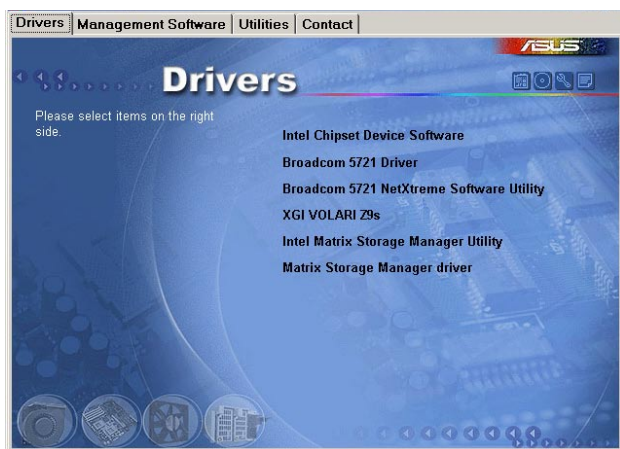 Drivers
Management Software
Utilities
Contact
ASUS
Drivers
Please select items on the right
side.
Intel Chipset Device Software
Broadcom 5721 Driver
Broadcom 5721 NetXtreme Software Utility
XGI VOLARI Z9s
Intel Matrix Storage Manager Utility
Matrix Storage Manager driver